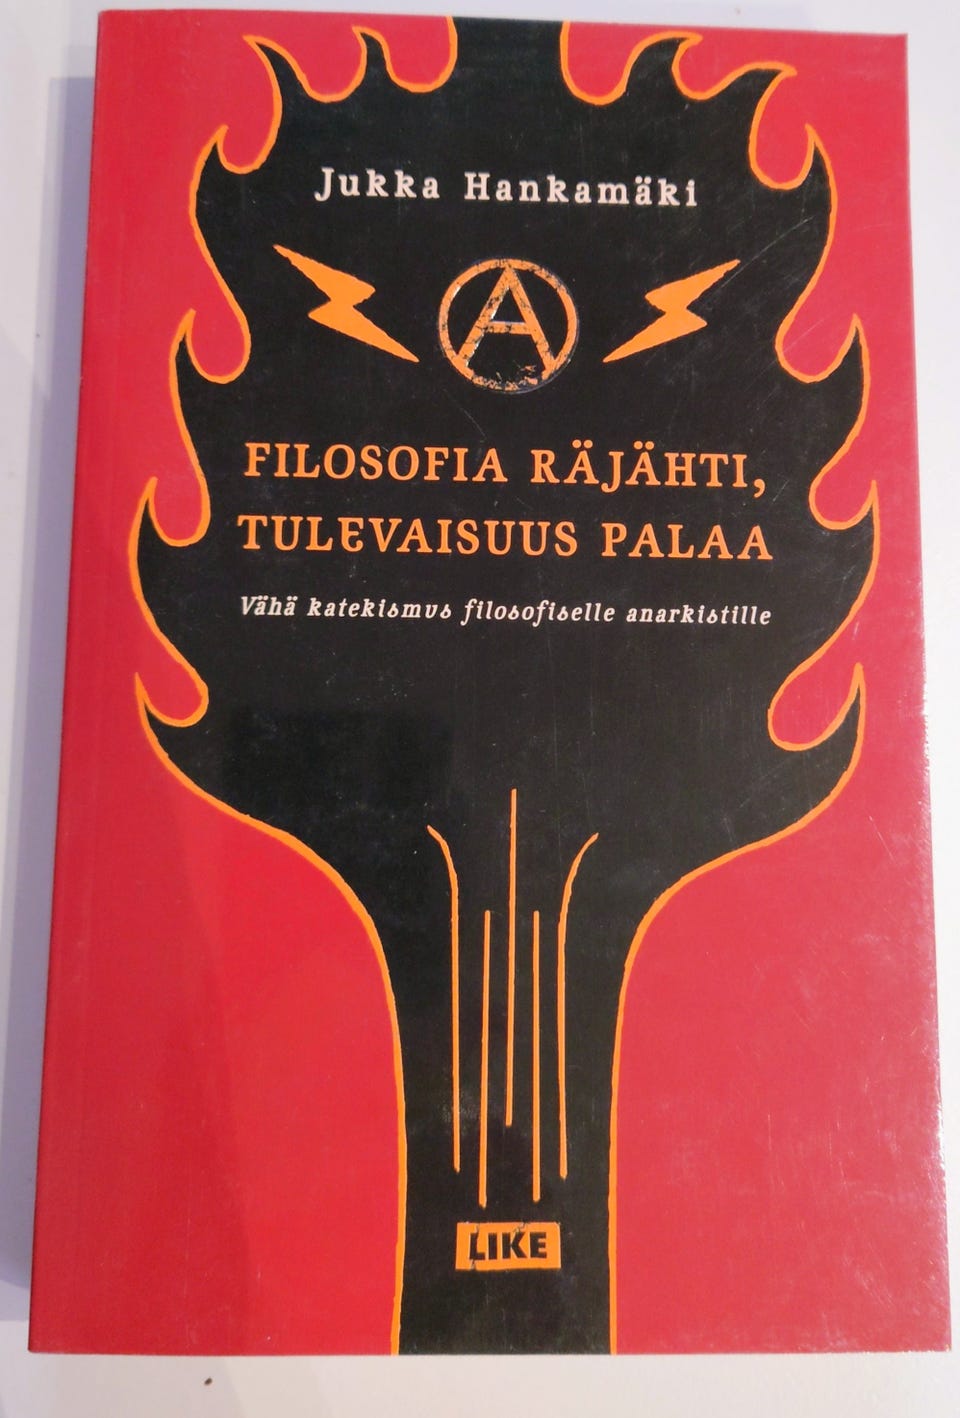 Jukka Hankamäki
A
FILOSOFIA RÄJÄHTI,
TULEVAISUUS PALAA
Vähä katekismus filosofiselle anarkistille
LIKE